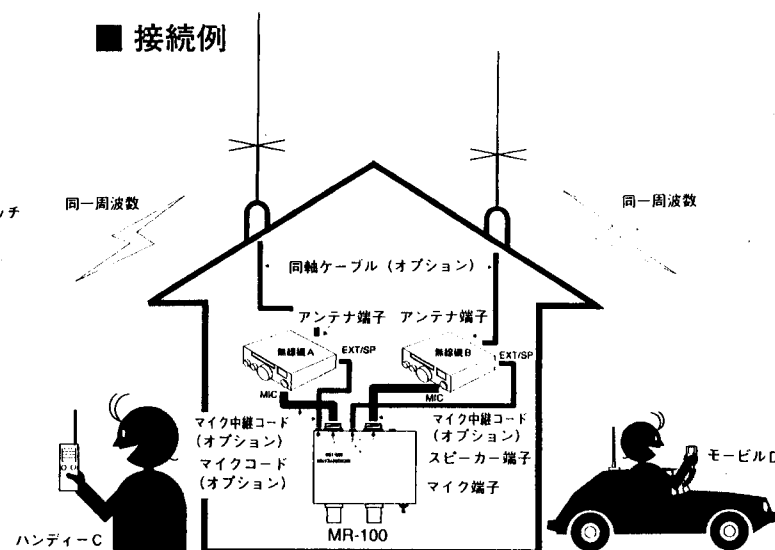 ■ 接続例
ッチ
同一周波数
同一周波数
同軸ケーブル（オプション）
アンテナ端子
アンテナ端子
無線機A
EXT/SP
無線機B
EXT/SP
MIC
MIC
マイク中継コード
（オプション）
マイクコード
（オプション）
マイク中継コード
（オプション）
スピーカー端子
マイク端子
MR-100
ハンディーC
モービルD